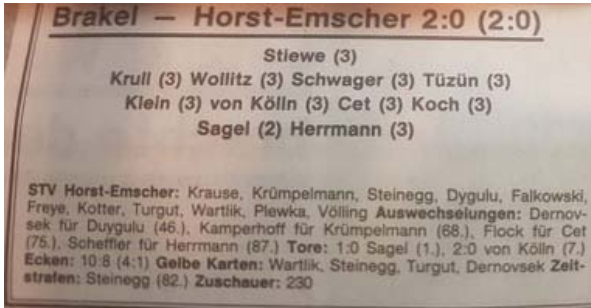 Brakel — Horst-Emscher 2:0 (2:0)
Stiewe (3)
Krull (3) Wollitz (3) Schwager (3) Tüzün (3)
Klein (3) von Kölln (3) Cet (3) Koch (3)
Sagel (2) Herrmann (3)
STV Horst-Emscher: Krause, Krümpelmann, Steinegg, Dygulu, Falkowski,
Freye, Kotter, Turgut, Wartlik, Plewka, Völling Auswechselungen: Dernov-
sek für Duygulu (46.), Kamperhoff für Krümpelmann (68.), Flock für Cet
(75.), Scheffler für Herrmann (87.) Tore: 1:0 Sagel (1.), 2:0 von Kölln (7.)
Ecken: 10:8 (4:1) Gelbe Karten: Wartlik, Steinegg, Turgut, Dernovsek Zeit-
strafen: Steinegg (82.) Zuschauer: 230